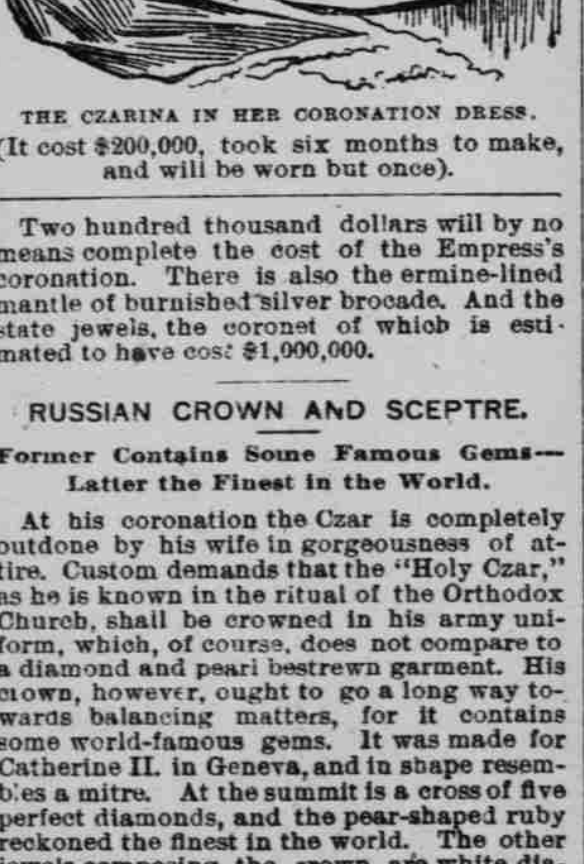 THE CZARINA IN HER CORONATION DRESS.
(It cost $200,000, took six months to make,
and will be worn but once).
Two hundred thousand dollars will by no
means complete the cost of the Empress's
coronation. There is also the ermine-lined
mantle of burnished silver brocade. And the
state jewels, the coronet of which is esti-
mated to have cost $1,000,000.
RUSSIAN CROWN AND SCEPTRE.
Former Contains Some Famous Gems—
Latter the Finest in the World.
At his coronation the Czar is completely
outdone by his wife in gorgeousness of at-
tire. Custom demands that the "Holy Czar,"
as he is known in the ritual of the Orthodox
Church, shall be crowned in his army uni-
form, which, of course, does not compare to
a diamond and pearl bestrewn garment. His
crown, however, ought to go a long way to-
wards balancing matters, for it contains
some world-famous gems. It was made for
Catherine II. in Geneva, and in shape resem-
bles a mitre. At the summit is a cross of five
perfect diamonds, and the pear-shaped ruby
reckoned the finest in the world. The other
the crown are white